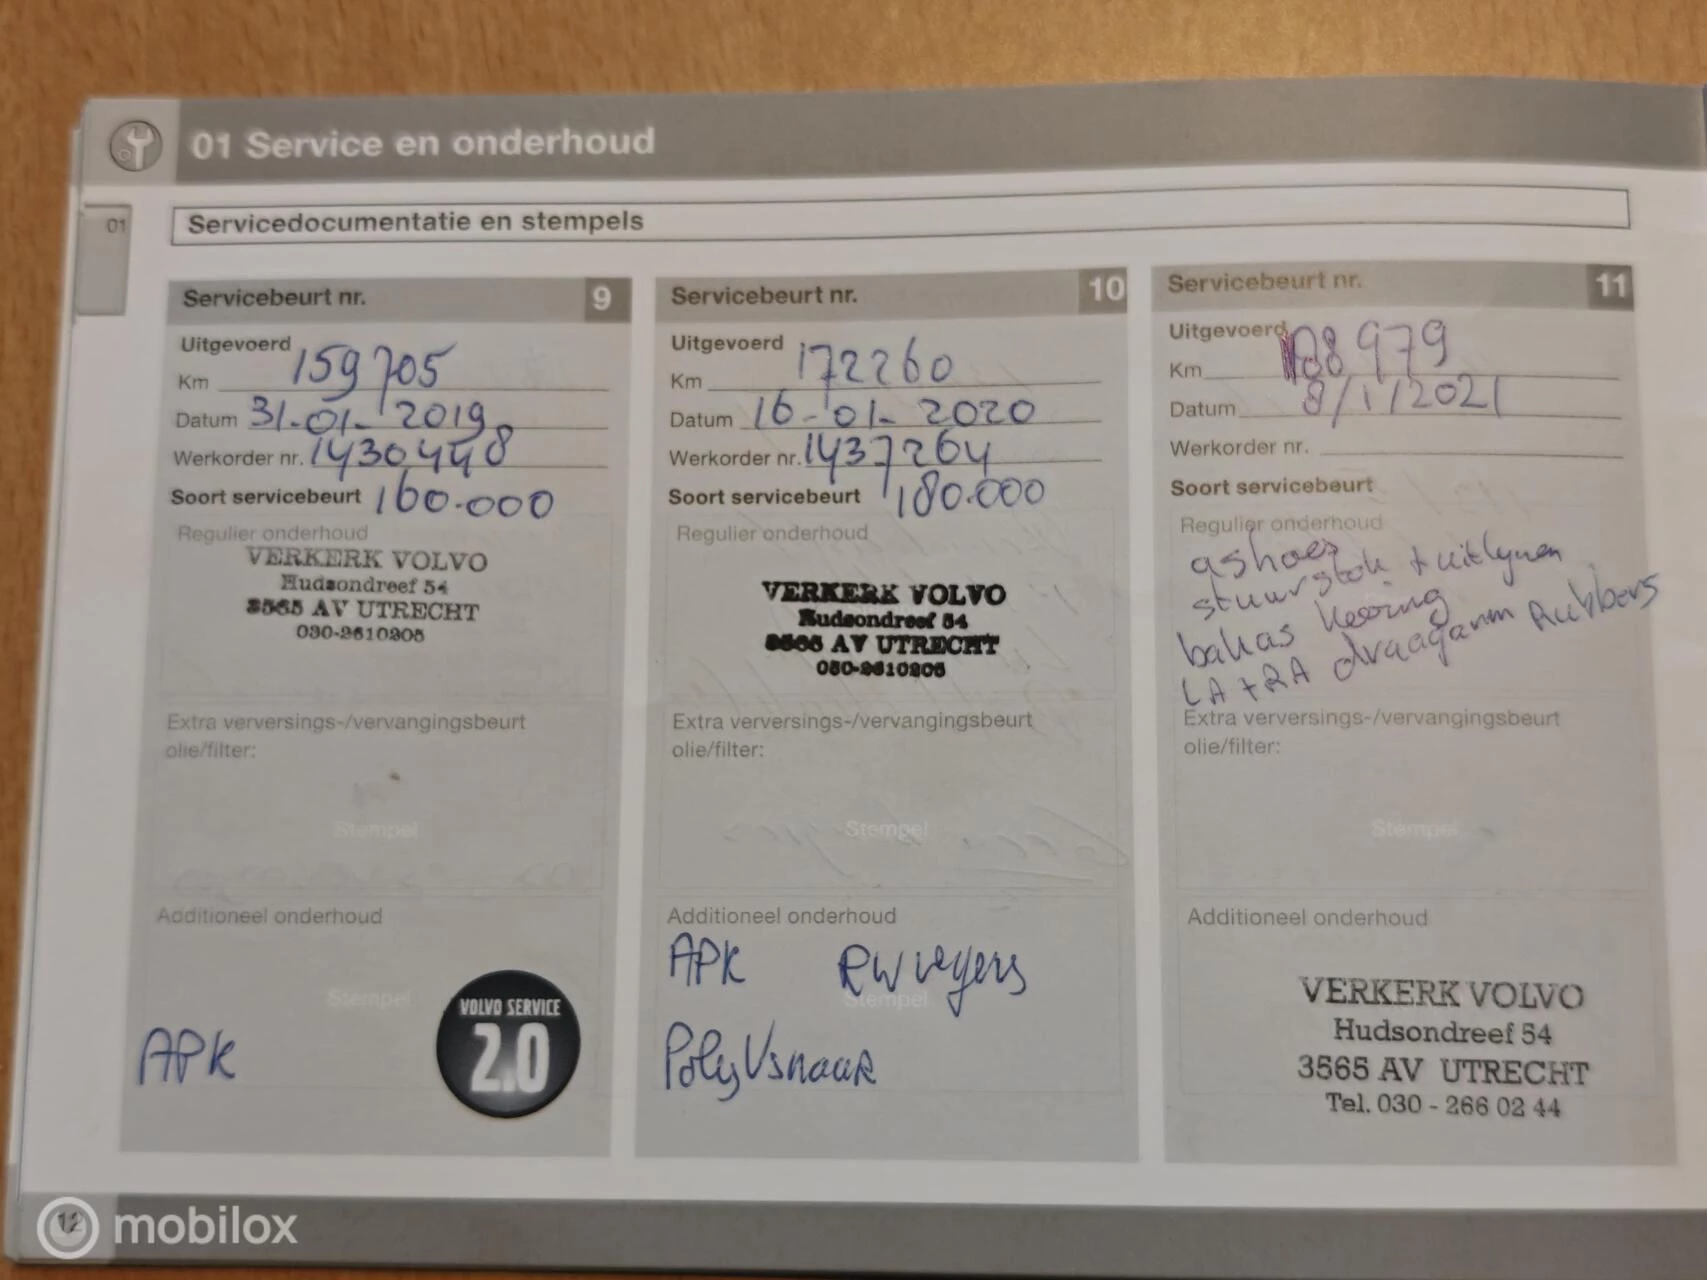 01 Service en onderhoud
01
Servicedocumentatie en stempels
Servicebeurt nr. 9
Uitgevoerd
Km 159705
Datum 31-01-2019
Werkorder nr. 1430448
Soort servicebeurt 160.000
Regulier onderhoud
VERKERK VOLVO
Hudsondreef 54
3565 AV UTRECHT
030-2610205
Extra verversings-/vervangingsbeurt
olie/filter:
Stempel
Additioneel onderhoud
Stempel
APK
VOLVO SERVICE
2.0
Servicebeurt nr. 10
Uitgevoerd
Km 172260
Datum 16-01-2020
Werkorder nr. 1437264
Soort servicebeurt 180.000
Regulier onderhoud
VERKERK VOLVO
Hudsondreef 54
3565 AV UTRECHT
030-2610205
Extra verversings-/vervangingsbeurt
olie/filter:
Stempel
Additioneel onderhoud
APK RW wegers
Stempel
Poly Vsnaar
Servicebeurt nr. 11
Uitgevoerd
Km 188979
Datum 8/1/2021
Werkorder nr.
Soort servicebeurt
Regulier onderhoud
ashoes
stuurstok + uitlynen
LA + RA draagarm Rubbers
Extra verversings-/vervangingsbeurt
olie/filter:
Stempel
Additioneel onderhoud
VERKERK VOLVO
Hudsondreef 54
3565 AV UTRECHT
Tel. 030 - 266 02 44
12
mobilox